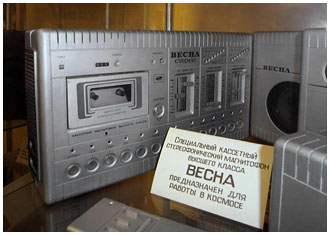 ВЕСНА
СТЕРЕО
ВЕСНА
СПЕЦИАЛЬНЫЙ КАССЕТНЫЙ
СТЕРЕОФОНИЧЕСКИЙ МАГНИТОФОН
ВЫСШЕГО КЛАССА
ВЕСНА
ПРЕДНАЗНАЧЕН ДЛЯ
РАБОТЫ В КОСМОСЕ